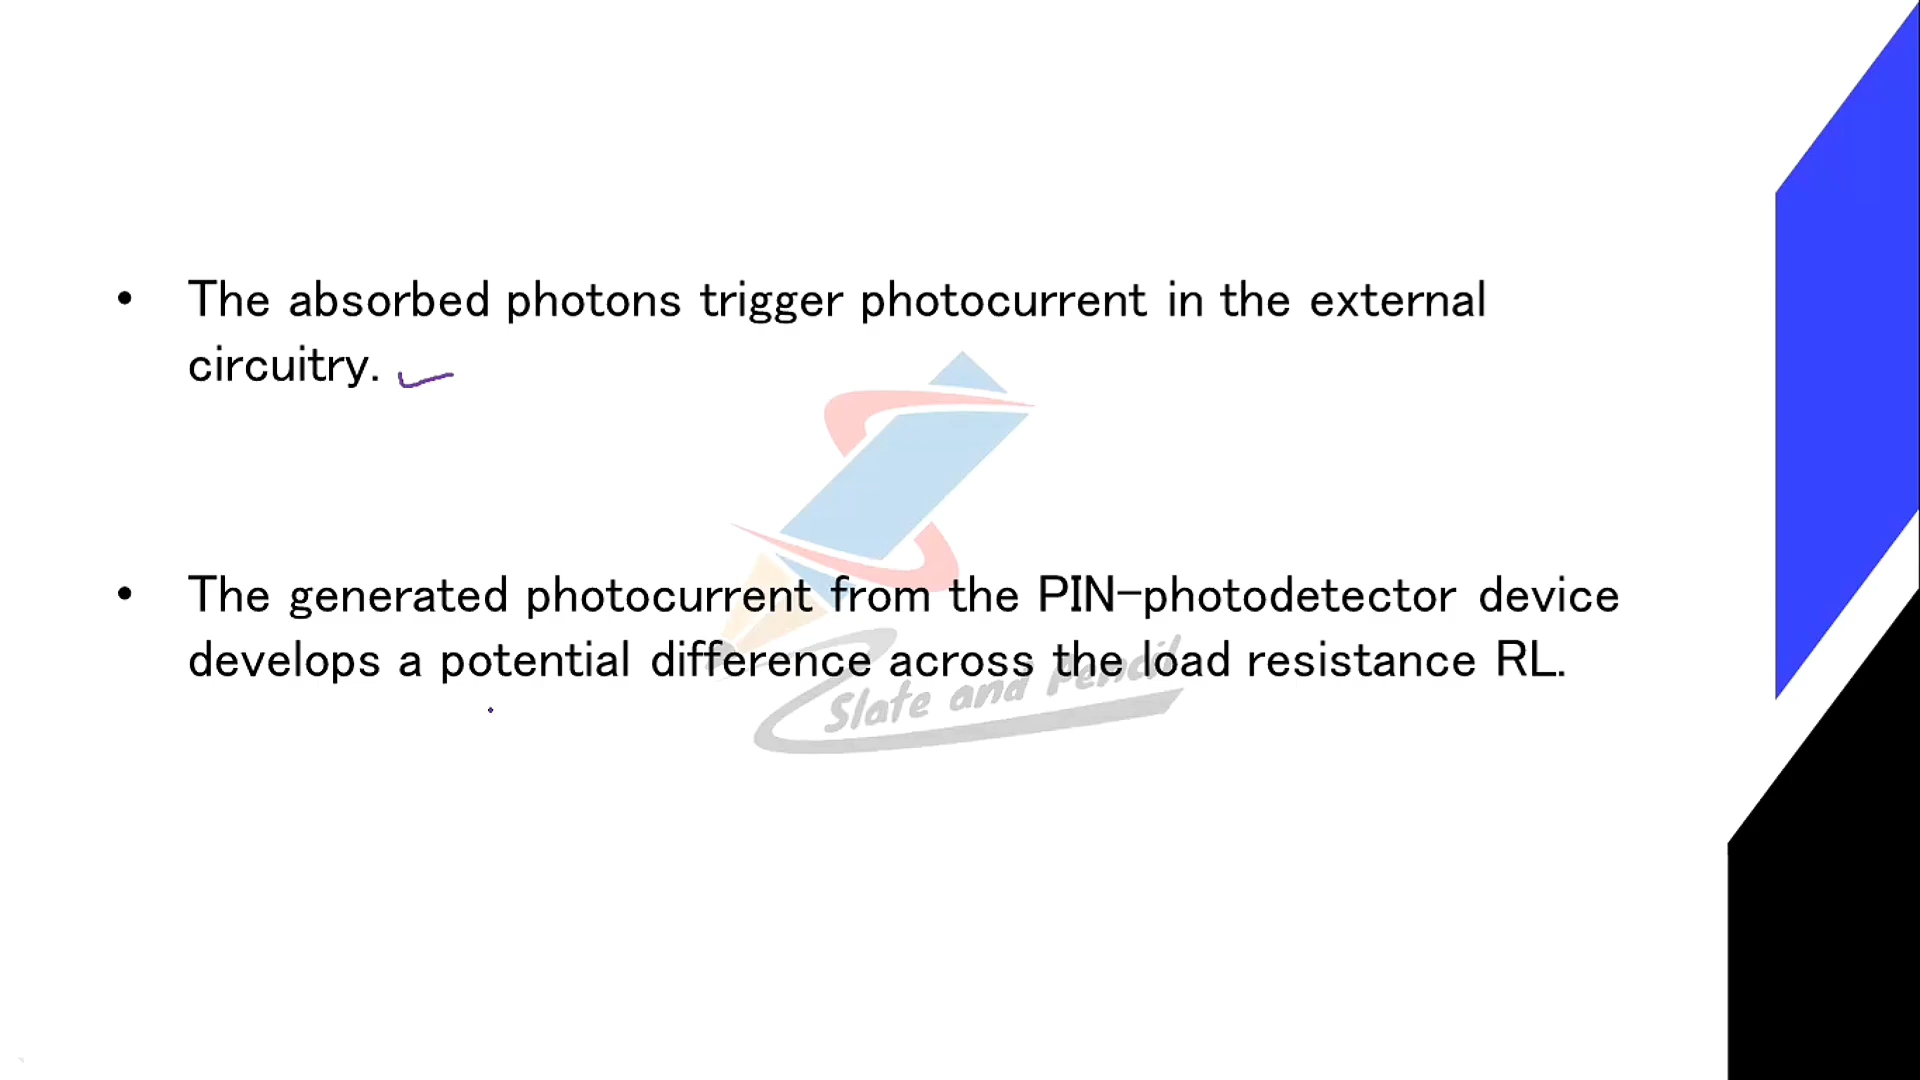 • The absorbed photons trigger photocurrent in the external
circuitry.
• The generated photocurrent from the PIN-photodetector device
develops a potential difference across the load resistance RL.
Slate and Pencil